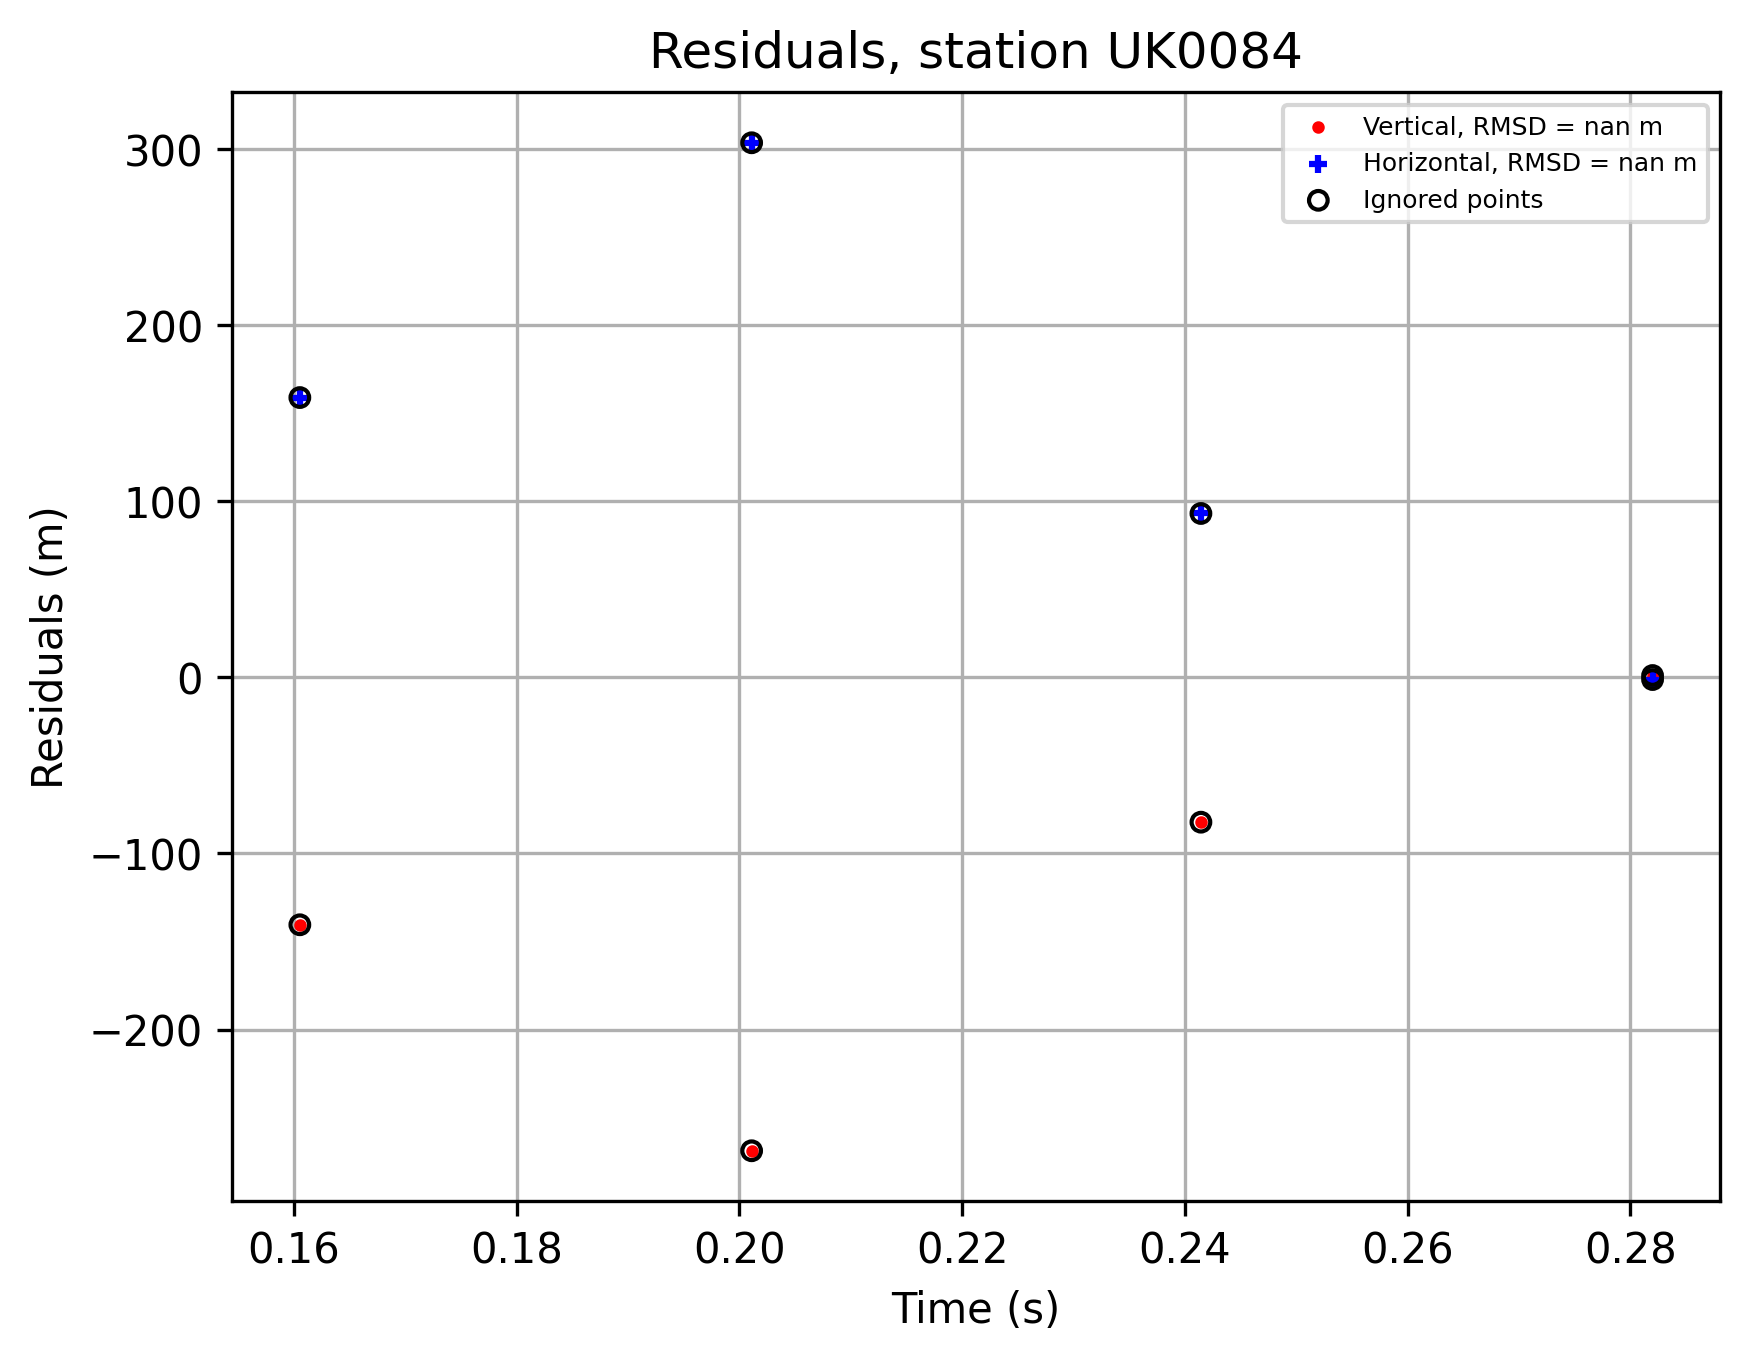 Residuals, station UK0084
Vertical, RMSD = nan m
Horizontal, RMSD = nan m
Ignored points
300
200
100
0
−100
−200
Residuals (m)
0.16 0.18 0.20 0.22 0.24 0.26 0.28
Time (s)